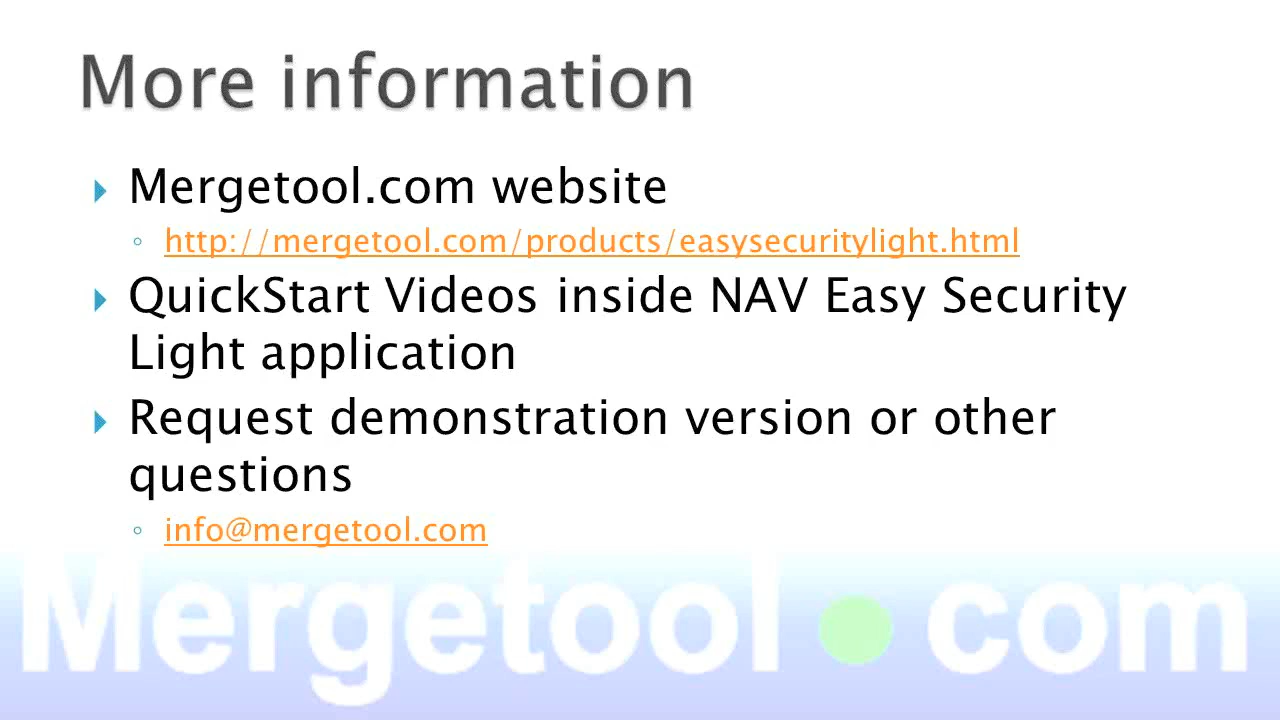 More information
Mergetool.com website
http://mergetool.com/products/easysecuritylight.html
QuickStart Videos inside NAV Easy Security
Light application
Request demonstration version or other
questions
info@mergetool.com
Mergetool.com